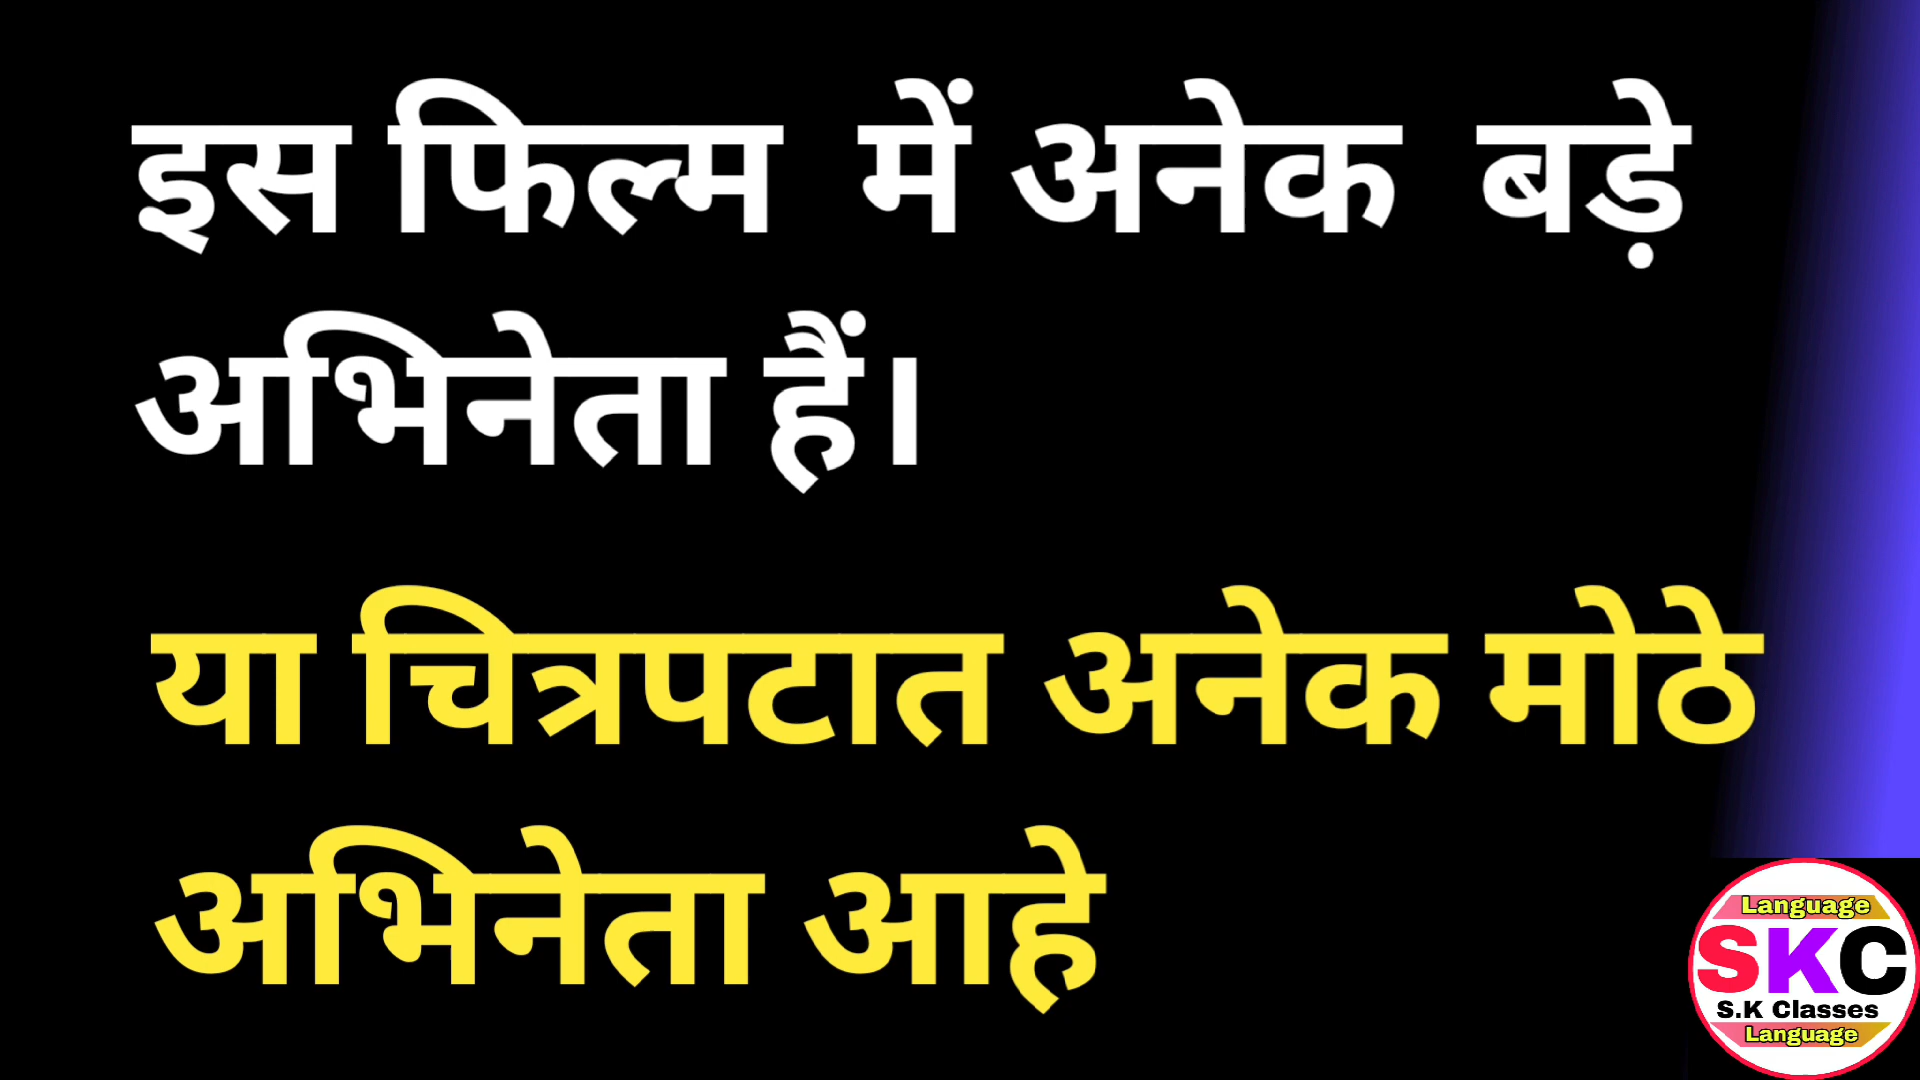 इस फिल्म में अनेक बड़े
अभिनेता हैं।
या चित्रपटात अनेक मोठे
अभिनेता आहे
Language
SKC
S.K Classes
Language